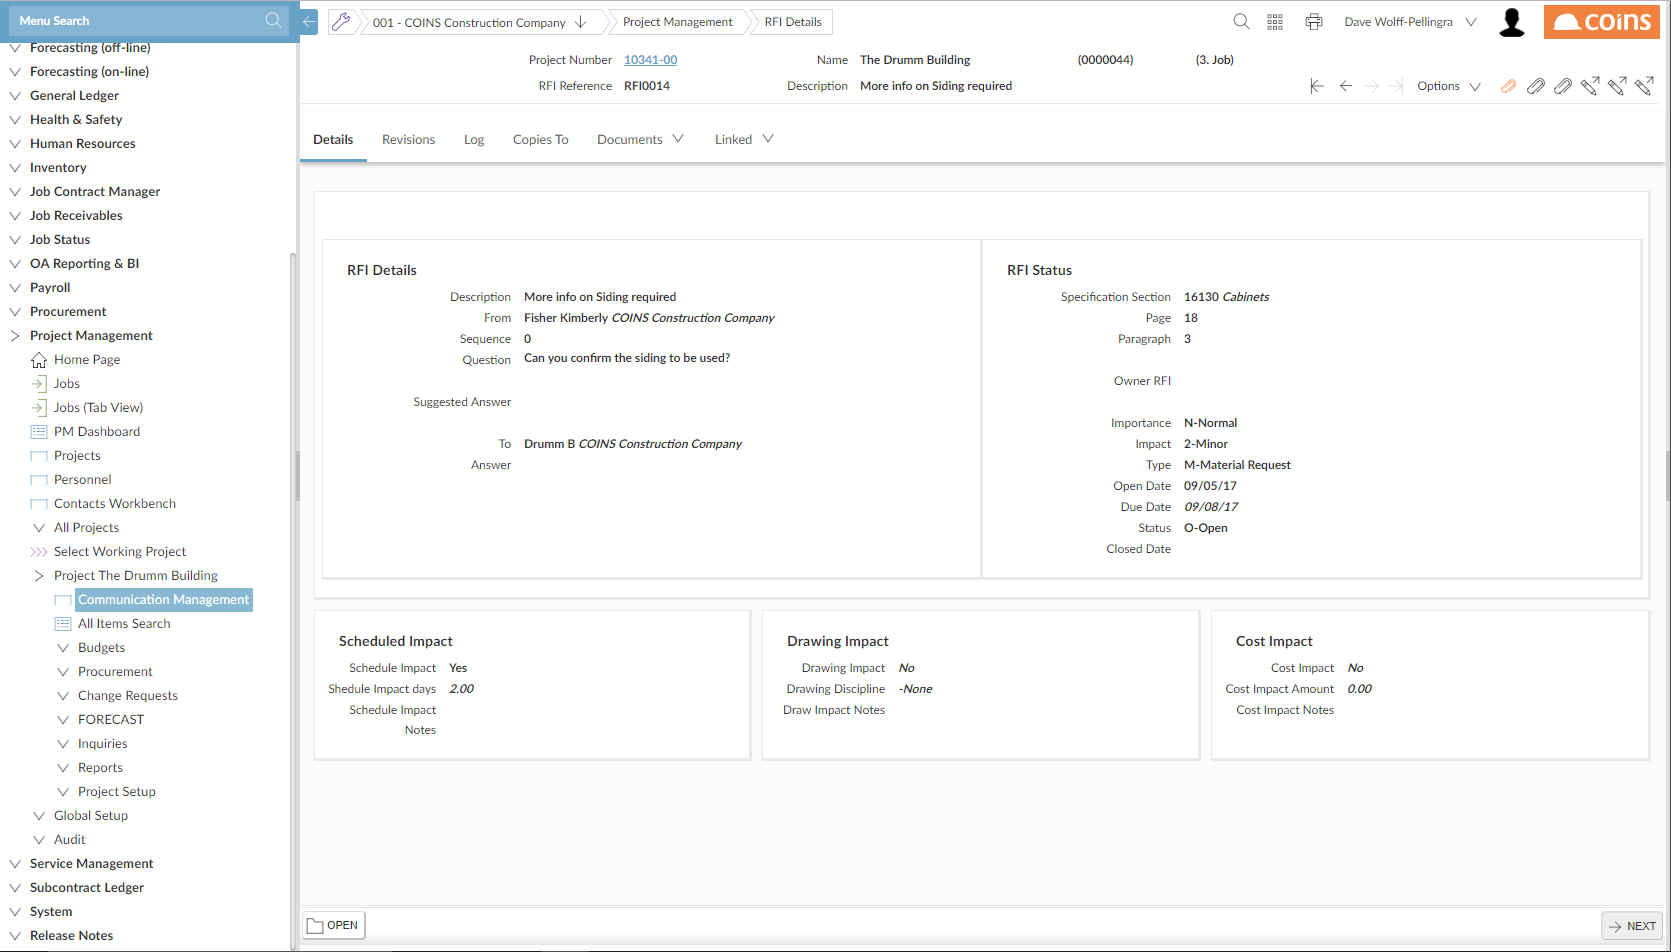 Menu Search
Forecasting (off-line)
Forecasting (on-line)
General Ledger
Health & Safety
Human Resources
Inventory
Job Contract Manager
Job Receivables
Job Status
OA Reporting & BI
Payroll
Procurement
Project Management
Home Page
Jobs
Jobs (Tab View)
PM Dashboard
Projects
Personnel
Contacts Workbench
All Projects
Select Working Project
Project The Drumm Building
Communication Management
All Items Search
Budgets
Procurement
Change Requests
FORECAST
Inquiries
Reports
Project Setup
Global Setup
Audit
Service Management
Subcontract Ledger
System
Release Notes
001 - COINS Construction Company Project Management RFI Details
Dave Wolff-Pellingra
coins
Project Number 10341-00 Name The Drumm Building (0000044) (3. Job)
RFI Reference RFI0014 Description More info on Siding required
Options
Details Revisions Log Copies To Documents Linked
RFI Details
Description More info on Siding required
From Fisher Kimberly COINS Construction Company
Sequence 0
Question Can you confirm the siding to be used?
Suggested Answer
To Drumm B COINS Construction Company
Answer
RFI Status
Specification Section 16130 Cabinets
Page 18
Paragraph 3
Owner RFI
Importance N-Normal
Impact 2-Minor
Type M-Material Request
Open Date 09/05/17
Due Date 09/08/17
Status O-Open
Closed Date
Scheduled Impact
Schedule Impact Yes
Shedule Impact days 2.00
Schedule Impact
Notes
Drawing Impact
Drawing Impact No
Drawing Discipline -None
Draw Impact Notes
Cost Impact
Cost Impact No
Cost Impact Amount 0.00
Cost Impact Notes
OPEN
NEXT